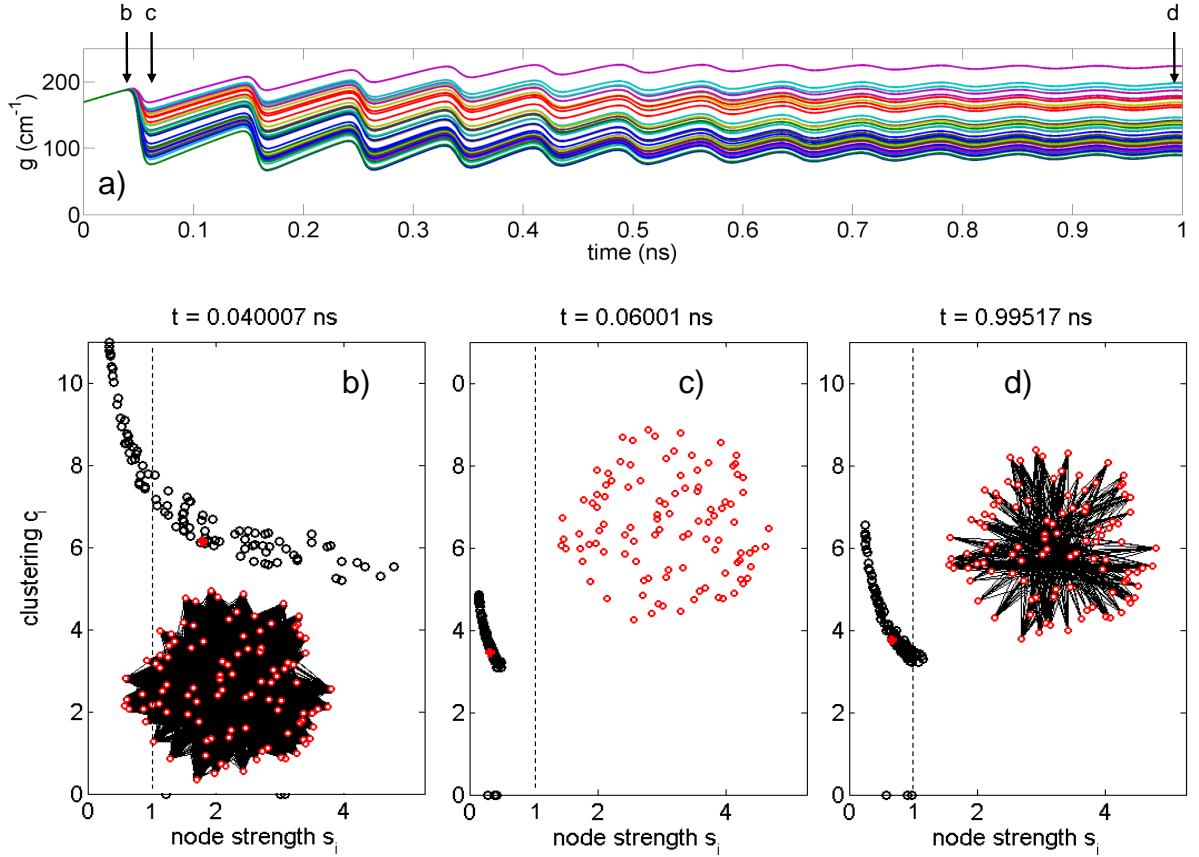 b c d
200
100
0
g (cm-1)
a)
0 0.1 0.2 0.3 0.4 0.5 0.6 0.7 0.8 0.9 1
time (ns)
t = 0.040007 ns
t = 0.06001 ns
t = 0.99517 ns
b)
c)
d)
10
8
6
4
2
0
clustering ci
0 1 2 4
node strength si
0
8
6
4
2
0
0 1 2 4
node strength si
10
8
6
4
2
0
0 1 2 4
node strength si